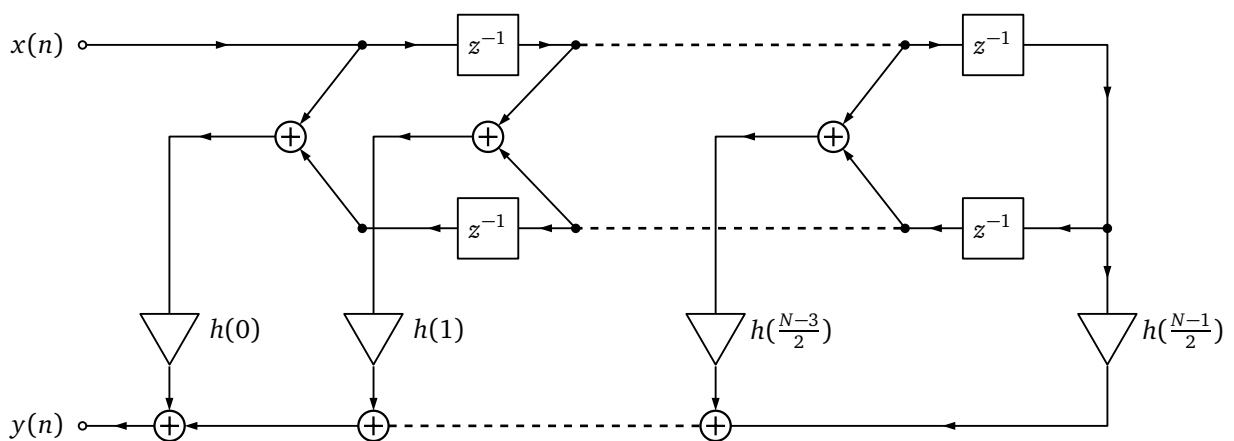 x(n) z⁻¹ z⁻¹
+ + +
z⁻¹ z⁻¹
h(0) h(1) h(\frac{N−3}{2}) h(\frac{N−1}{2})
y(n) + + +